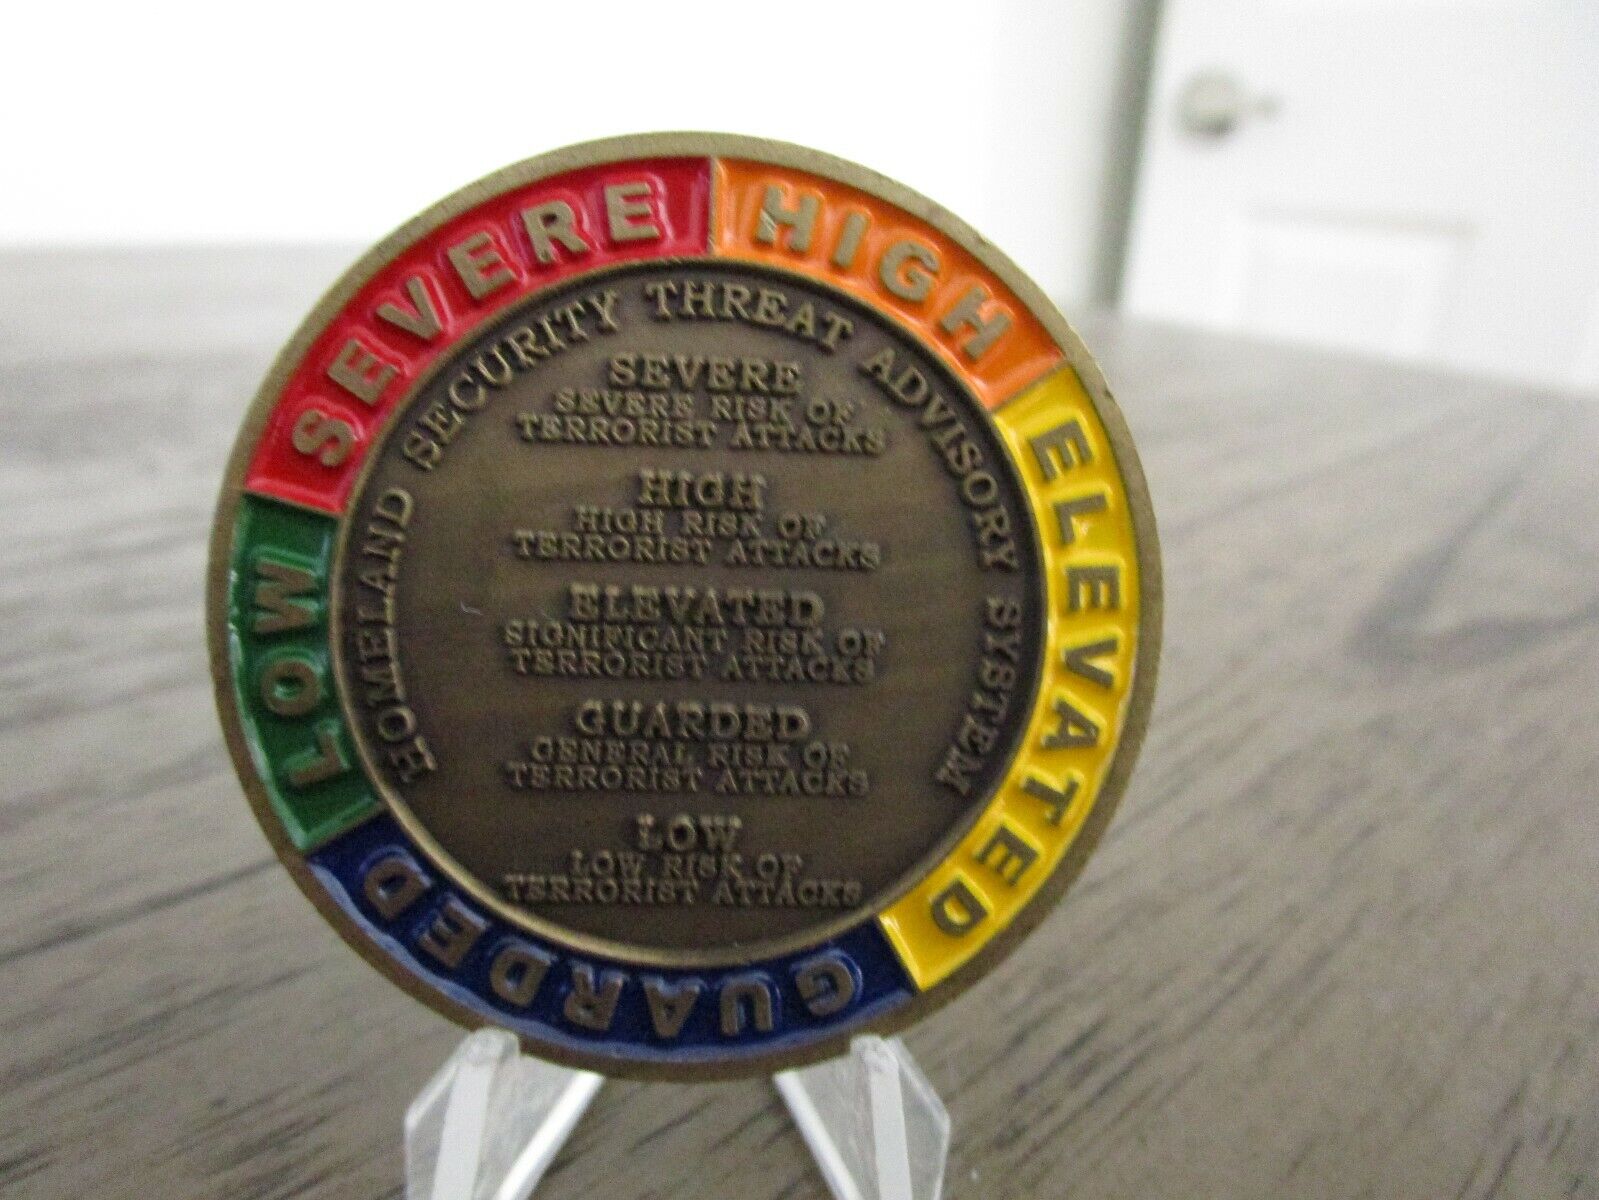 SEVERE
HIGH
ELEVATED
GUARDED
LOW
HOMELAND SECURITY THREAT ADVISORY SYSTEM
SEVERE
SEVERE RISK OF
TERRORIST ATTACKS
HIGH
HIGH RISK OF
TERRORIST ATTACKS
ELEVATED
SIGNIFICANT RISK OF
TERRORIST ATTACKS
GUARDED
GENERAL RISK OF
TERRORIST ATTACKS
LOW
LOW RISK OF
TERRORIST ATTACKS